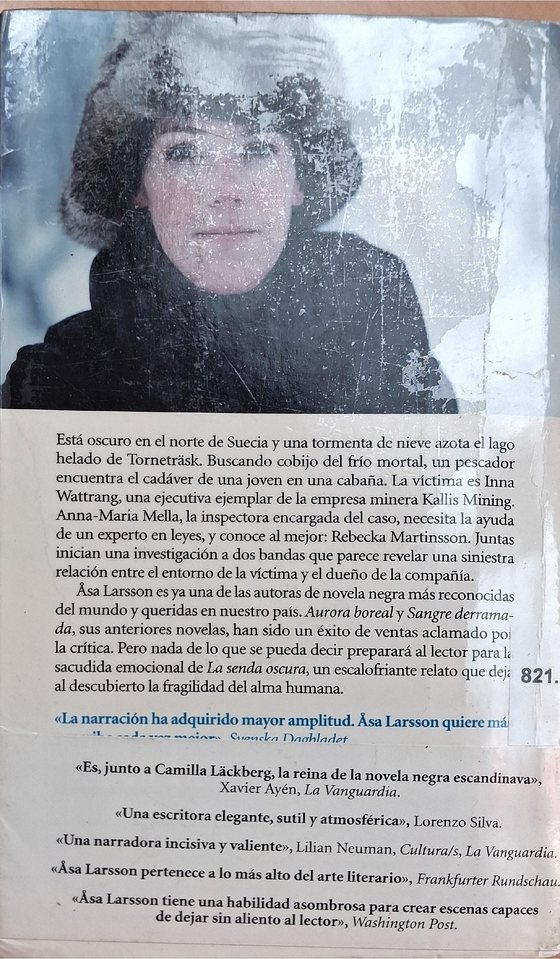 Está oscuro en el norte de Suecia y una tormenta de nieve azota el lago
helado de Torneträsk. Buscando cobijo del frío mortal, un pescador
encuentra el cadáver de una joven en una cabaña. La víctima es Inna
Wattrang, una ejecutiva ejemplar de la empresa minera Kallis Mining.
Anna-Maria Mella, la inspectora encargada del caso, necesita la ayuda
de un experto en leyes, y conoce al mejor: Rebecka Martinsson. Juntas
inician una investigación a dos bandas que parece revelar una siniestra
relación entre el entorno de la víctima y el dueño de la compañía.
Åsa Larsson es ya una de las autoras de novela negra más reconocidas
del mundo y queridas en nuestro país. Aurora boreal y Sangre derrama-
da, sus anteriores novelas, han sido un éxito de ventas aclamado por
la crítica. Pero nada de lo que se pueda decir preparará al lector para la
sacudida emocional de La senda oscura, un escalofriante relato que deja
al descubierto la fragilidad del alma humana.
821.
«La narración ha adquirido mayor amplitud. Åsa Larsson quiere más
cada vez mejor». Svenska Dagbladet
«Es, junto a Camilla Läckberg, la reina de la novela negra escandinava»,
Xavier Ayén, La Vanguardia.
«Una escritora elegante, sutil y atmosférica», Lorenzo Silva.
«Una narradora incisiva y valiente», Lilian Neuman, Cultura/s, La Vanguardia.
«Åsa Larsson pertenece a lo más alto del arte literario», Frankfurter Rundschau.
«Åsa Larsson tiene una habilidad asombrosa para crear escenas capaces
de dejar sin aliento al lector», Washington Post.